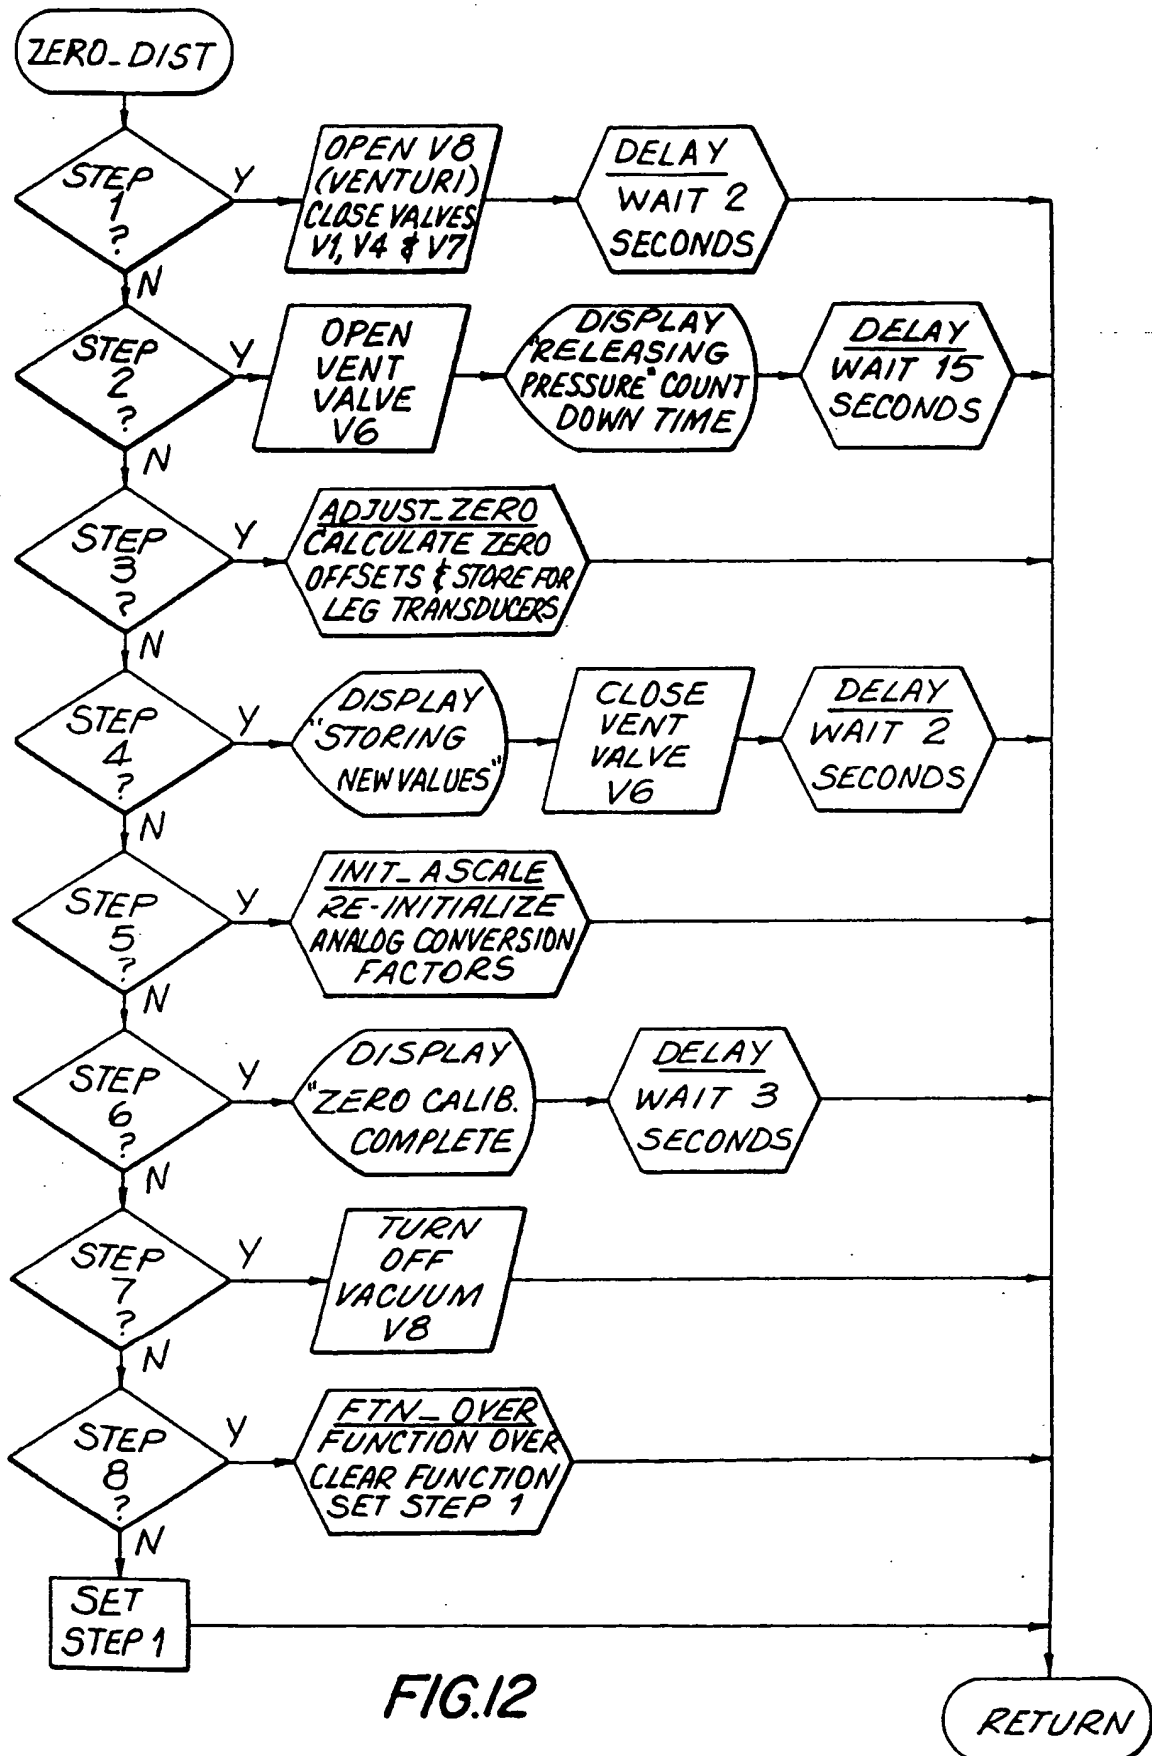 ZERO_DIST
STEP
1
?
Y
OPEN V8
(VENTURI)
CLOSE VALVES
V1, V4 & V7
DELAY
WAIT 2
SECONDS
N
STEP
2
?
Y
OPEN
VENT
VALVE
V6
DISPLAY
"RELEASING
PRESSURE" COUNT
DOWN TIME
DELAY
WAIT 15
SECONDS
N
STEP
3
?
Y
ADJUST_ZERO
CALCULATE ZERO
OFFSETS & STORE FOR
LEG TRANSDUCERS
N
STEP
4
?
Y
DISPLAY
"STORING
NEW VALUES"
CLOSE
VENT
VALVE
V6
DELAY
WAIT 2
SECONDS
N
STEP
5
?
Y
INIT_ASCALE
RE-INITIALIZE
ANALOG CONVERSION
FACTORS
N
STEP
6
?
Y
DISPLAY
"ZERO CALIB.
COMPLETE
DELAY
WAIT 3
SECONDS
N
STEP
7
?
Y
TURN
OFF
VACUUM
V8
N
STEP
8
?
Y
FTN_OVER
FUNCTION OVER
CLEAR FUNCTION
SET STEP 1
N
SET
STEP 1
RETURN
FIG.12